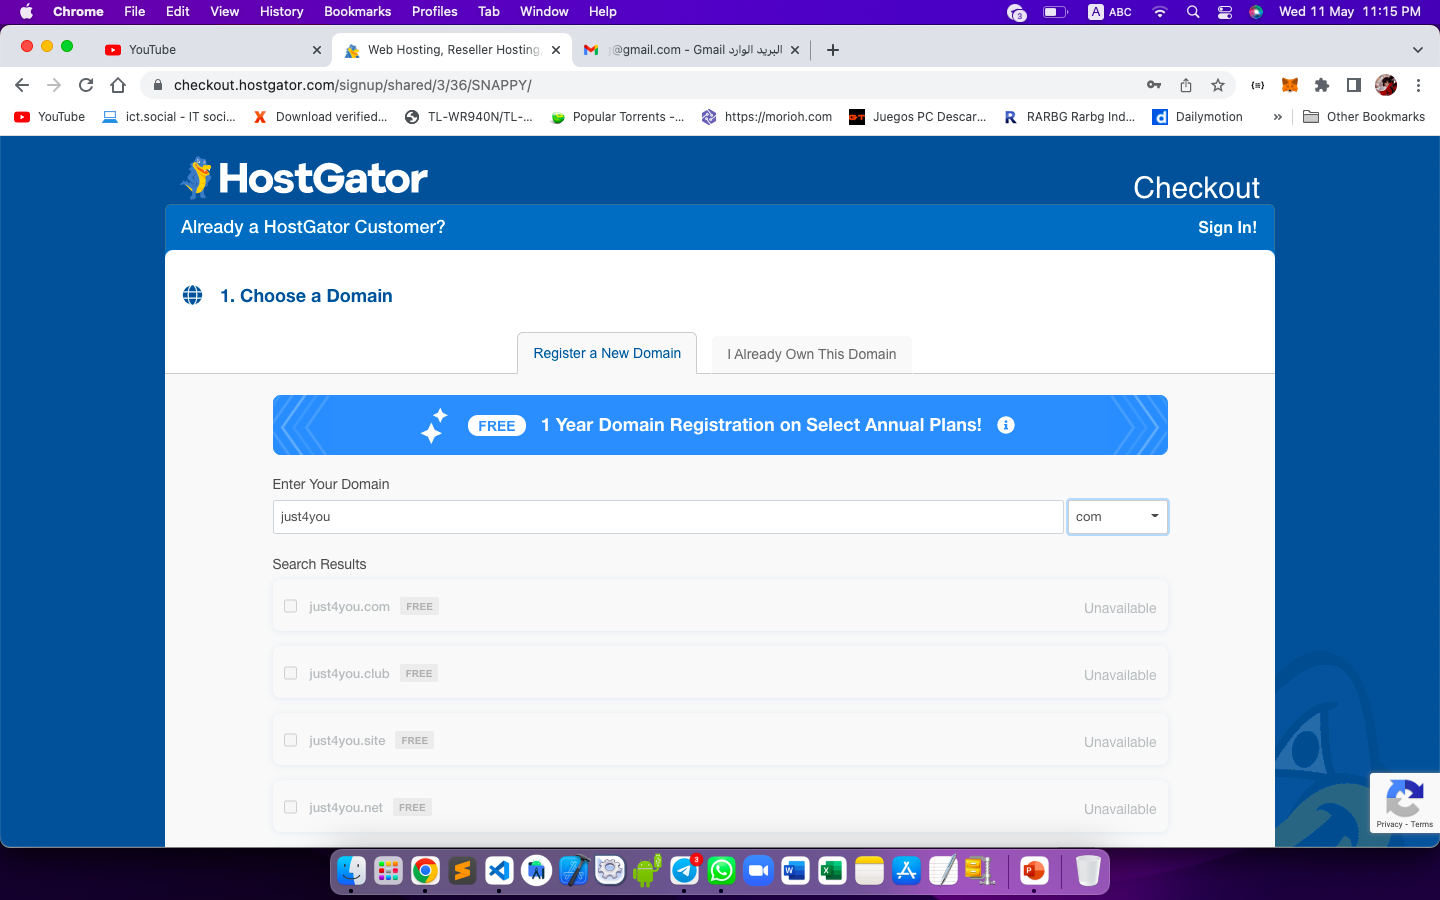 Chrome File Edit View History Bookmarks Profiles Tab Window Help
3 A ABC Wed 11 May 11:15 PM
YouTube
Web Hosting, Reseller Hosting,
@gmail.com - Gmail البريد الوارد
checkout.hostgator.com/signup/shared/3/36/SNAPPY/
YouTube
ict.social - IT soci...
Download verified...
TL-WR940N/TL-...
Popular Torrents -...
https://morioh.com
Juegos PC Descar...
RARBG Rarbg Ind...
Dailymotion
»
Other Bookmarks
HostGator
Checkout
Already a HostGator Customer?
Sign In!
1. Choose a Domain
Register a New Domain
I Already Own This Domain
FREE 1 Year Domain Registration on Select Annual Plans!
Enter Your Domain
just4you
com
Search Results
just4you.com FREE Unavailable
just4you.club FREE Unavailable
just4you.site FREE Unavailable
just4you.net FREE Unavailable
Privacy - Terms
3